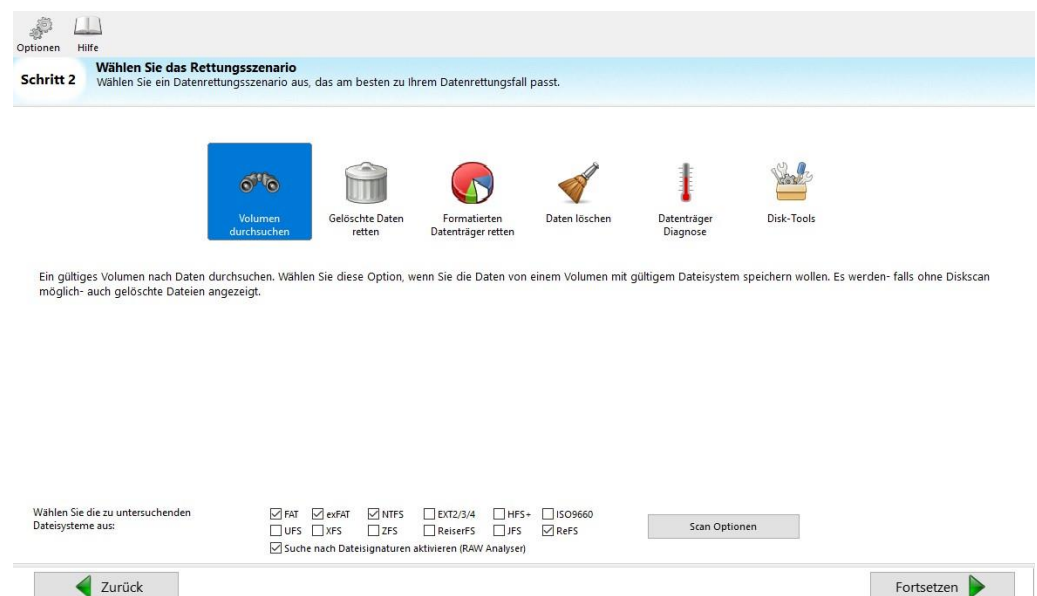 Optionen Hilfe
Schritt 2
Wählen Sie das Rettungsszenario
Wählen Sie ein Datenrettungsszenario aus, das am besten zu Ihrem Datenrettungsfall passt.
Volumen
durchsuchen
Gelöschte Daten
retten
Formatierten
Datenträger retten
Daten löschen
Datenträger
Diagnose
Disk-Tools
Ein gültiges Volumen nach Daten durchsuchen. Wählen Sie diese Option, wenn Sie die Daten von einem Volumen mit gültigem Dateisystem speichern wollen. Es werden- falls ohne Diskscan
möglich- auch gelöschte Dateien angezeigt.
Wählen Sie die zu untersuchenden
Dateisysteme aus:
FAT exFAT NTFS EXT2/3/4 HFS+ ISO9660
UFS XFS ZFS ReiserFS JFS ReFS
Suche nach Dateisignaturen aktivieren (RAW Analyser)
Scan Optionen
Zurück
Fortsetzen